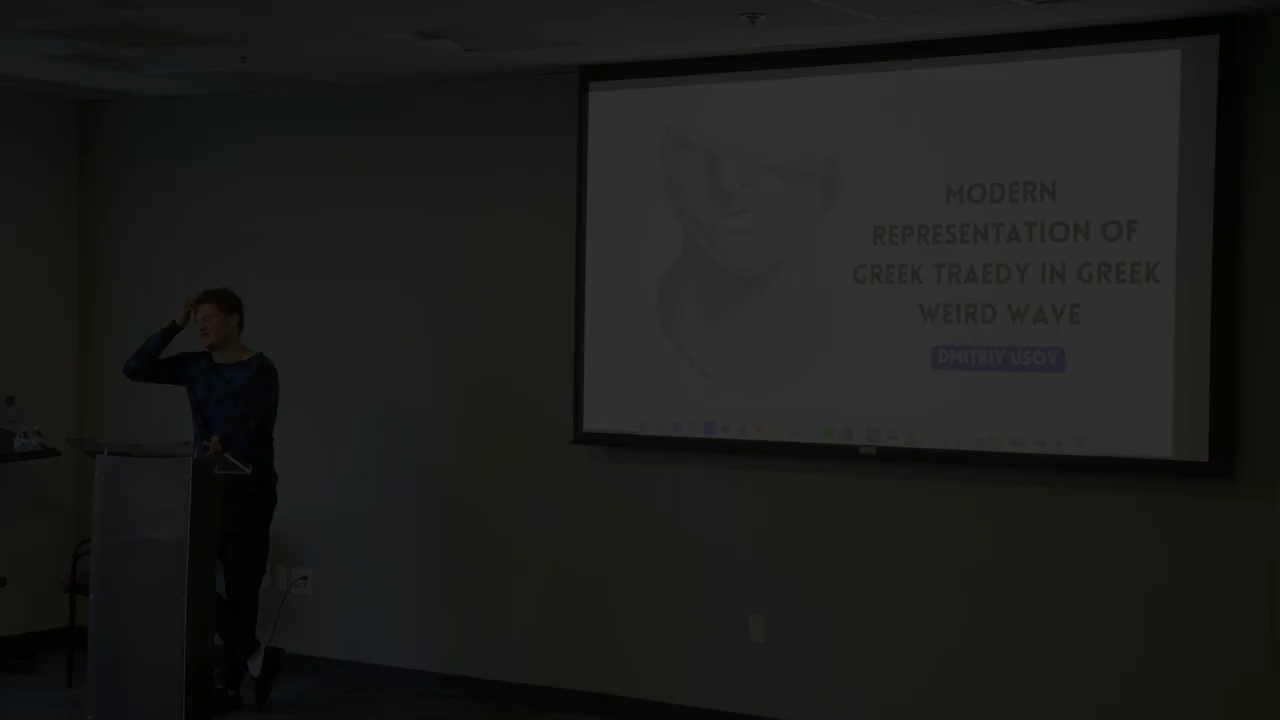 MODERN
REPRESENTATION OF
GREEK TRAEDY IN GREEK
WEIRD WAVE
DMITRIY USOV